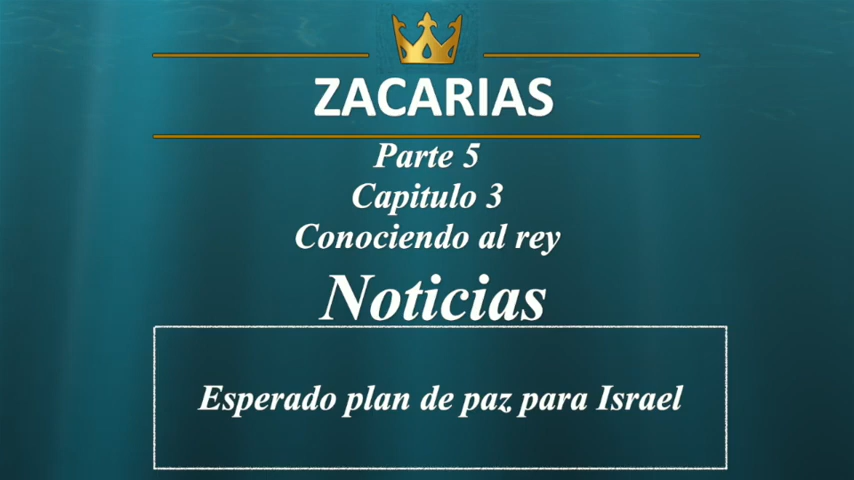 ZACARIAS
Parte 5
Capitulo 3
Conociendo al rey
Noticias
Esperado plan de paz para Israel